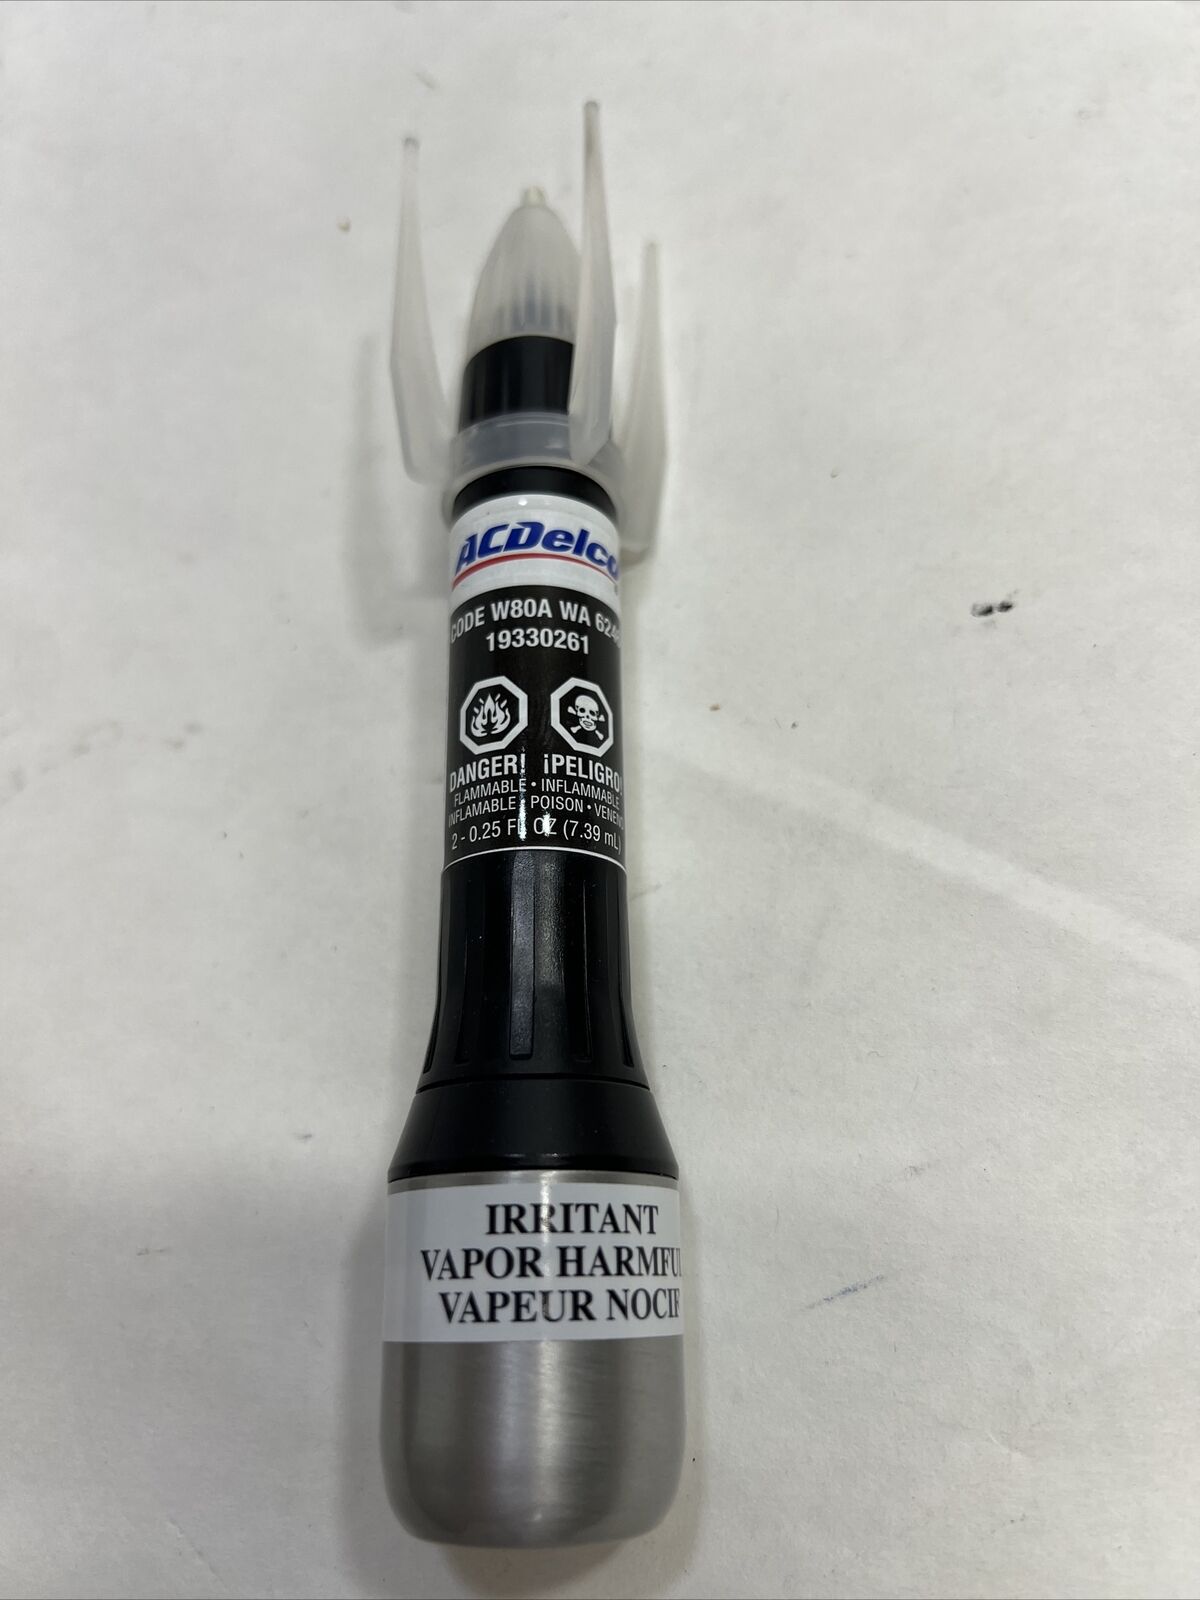 ACDelco
CODE W80A WA
19330261
DANGER! ¡PELIGRO!
FLAMMABLE • INFLAMMABLE
INFLAMABLE • POISON • VENENO
2 - 0.25 FL OZ (7.39 mL)
IRRITANT
VAPOR HARMFUL
VAPEUR NOCIF